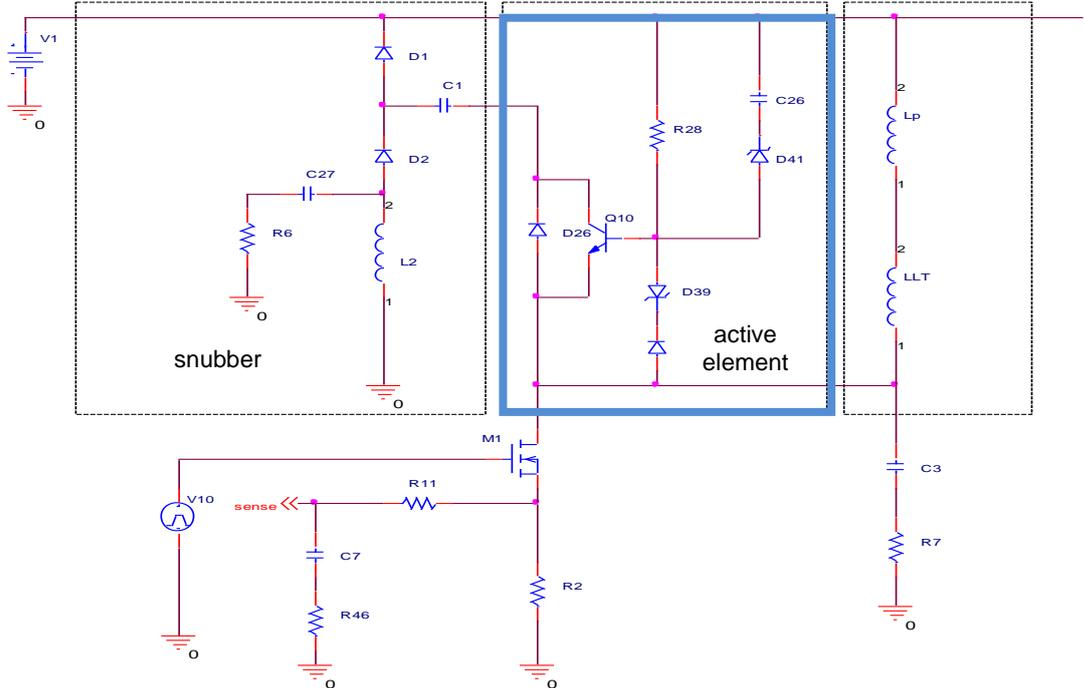 V1
0
D1
C1
D2
C27
2
R6
L2
1
0
snubber
0
R28
C26
D41
Q10
D26
D39
active
element
2
Lp
1
2
LLT
1
M1
V10
0
sense
R11
C7
R46
0
R2
0
C3
R7
0